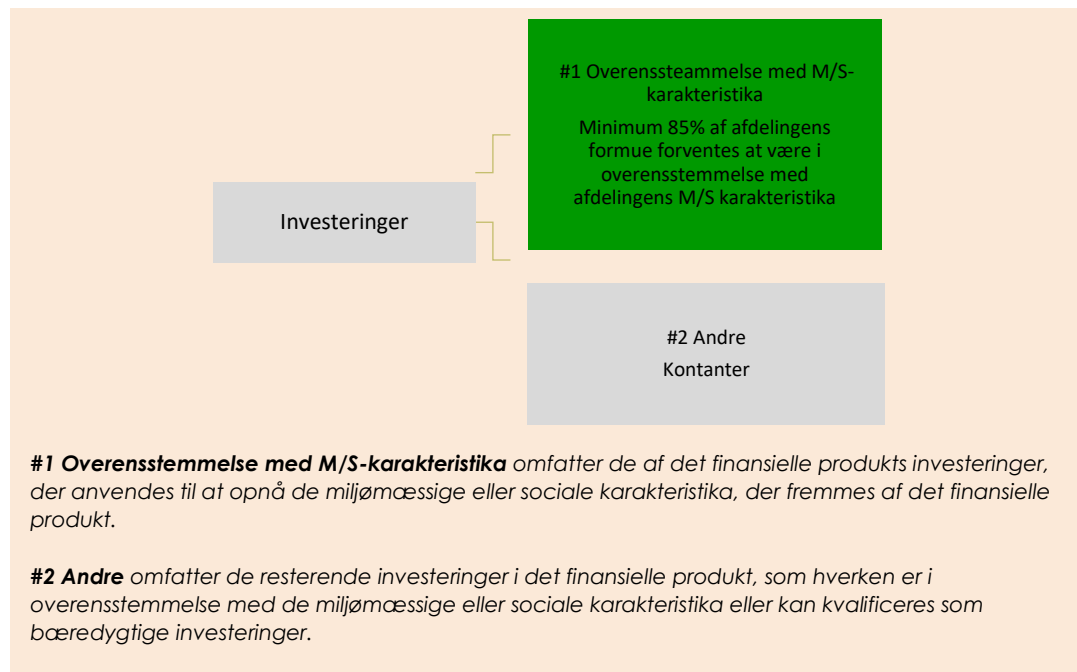 #1 Overenssteammelse med M/S-
karakteristika
Minimum 85% af afdelingens
formue forventes at være i
overensstemmelse med
afdelingens M/S karakteristika
Investeringer
#2 Andre
Kontanter
#1 Overensstemmelse med M/S-karakteristika omfatter de af det finansielle produkts investeringer,
der anvendes til at opnå de miljømæssige eller sociale karakteristika, der fremmes af det finansielle
produkt.
#2 Andre omfatter de resterende investeringer i det finansielle produkt, som hverken er i
overensstemmelse med de miljømæssige eller sociale karakteristika eller kan kvalificeres som
bæredygtige investeringer.